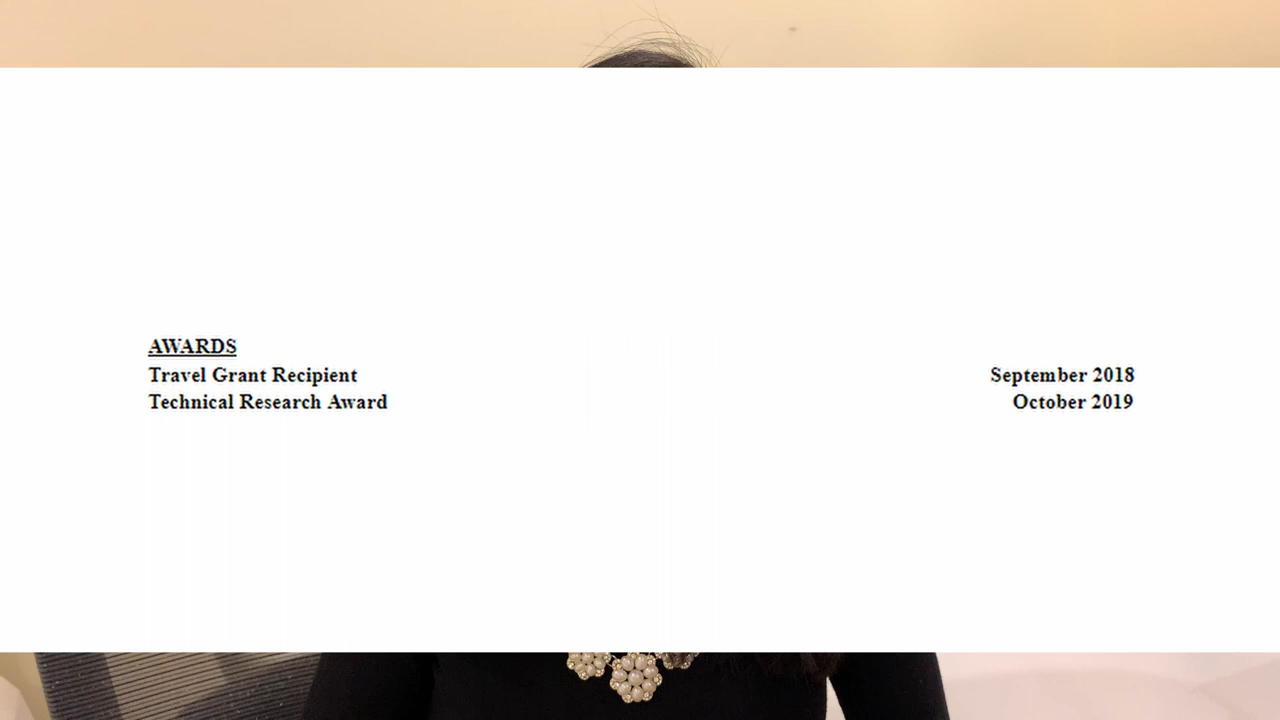 AWARDS
Travel Grant Recipient September 2018
Technical Research Award October 2019